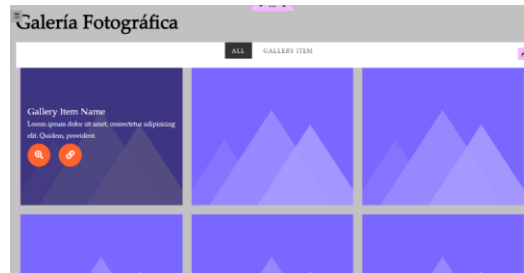 Galería Fotográfica
ALL GALLERY ITEM
Gallery Item Name
Lorem ipsum dolor sit amet, consectetur adipisicing
elit. Quidem, provident.